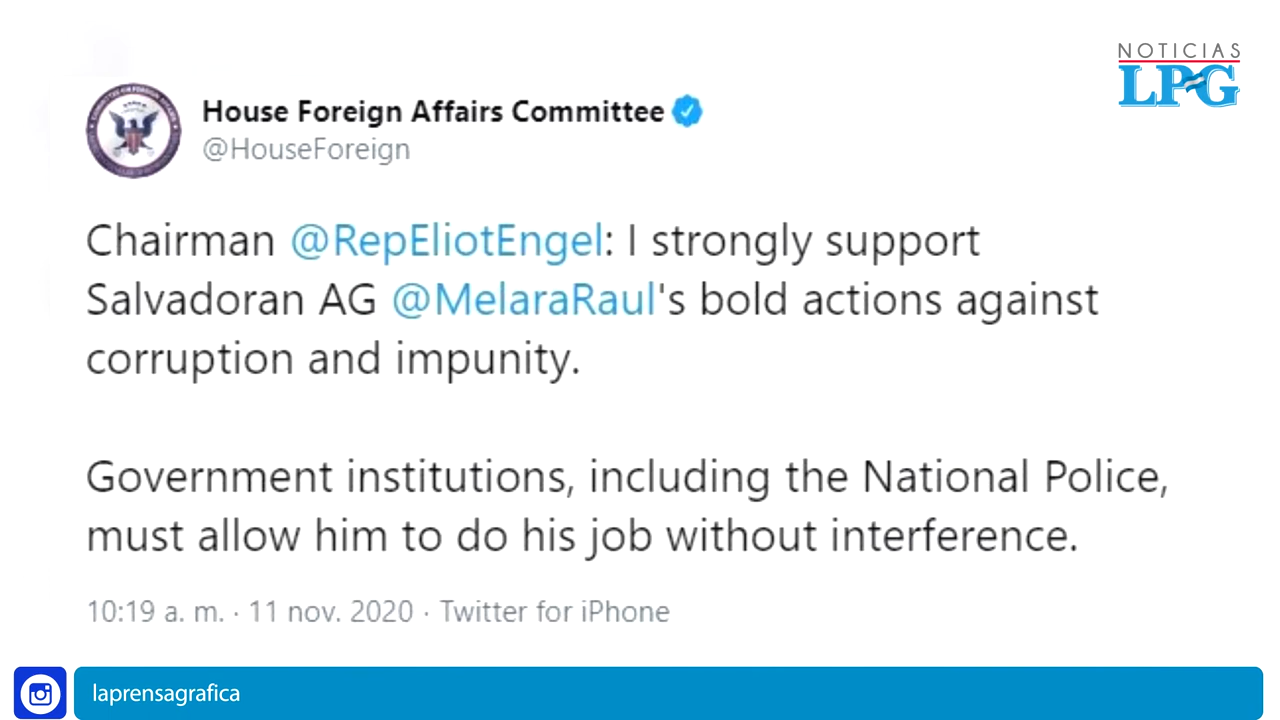 NOTICIAS
LPG
House Foreign Affairs Committee
@HouseForeign
Chairman @RepEliotEngel: I strongly support
Salvadoran AG @MelaraRaul's bold actions against
corruption and impunity.
Government institutions, including the National Police,
must allow him to do his job without interference.
10:19 a. m. · 11 nov. 2020 · Twitter for iPhone
laprensagrafica